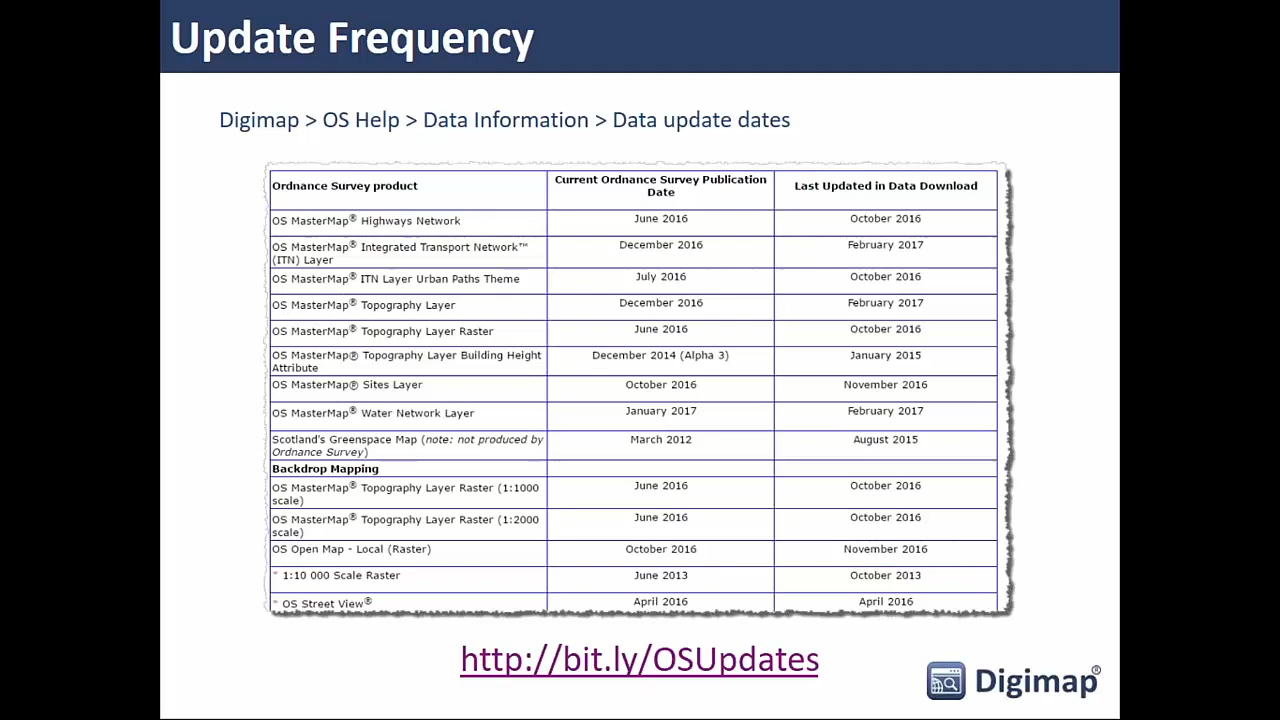 Update Frequency
Digimap > OS Help > Data Information > Data update dates
Ordnance Survey product
Current Ordnance Survey Publication
Date
Last Updated in Data Download
OS MasterMap® Highways Network
June 2016
October 2016
OS MasterMap® Integrated Transport Network™
(ITN) Layer
December 2016
February 2017
OS MasterMap® ITN Layer Urban Paths Theme
July 2016
October 2016
OS MasterMap® Topography Layer
December 2016
February 2017
OS MasterMap® Topography Layer Raster
June 2016
October 2016
OS MasterMap® Topography Layer Building Height
Attribute
December 2014 (Alpha 3)
January 2015
OS MasterMap® Sites Layer
October 2016
November 2016
OS MasterMap® Water Network Layer
January 2017
February 2017
Scotland's Greenspace Map (note: not produced by
Ordnance Survey)
March 2012
August 2015
Backdrop Mapping
OS MasterMap® Topography Layer Raster (1:1000
scale)
June 2016
October 2016
OS MasterMap® Topography Layer Raster (1:2000
scale)
June 2016
October 2016
OS Open Map - Local (Raster)
October 2016
November 2016
* 1:10 000 Scale Raster
June 2013
October 2013
* OS Street View®
April 2016
April 2016
http://bit.ly/OSUpdates
Digimap®